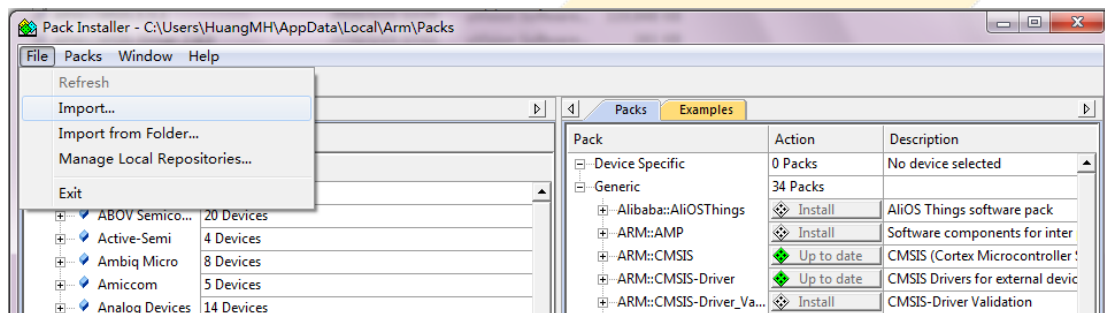 Pack Installer - C:\Users\HuangMH\AppData\Local\Arm\Packs
File Packs Window Help
Refresh
Import...
Import from Folder...
Manage Local Repositories...
Exit
ABOV Semico... 20 Devices
Active-Semi 4 Devices
Ambiq Micro 8 Devices
Amiccom 5 Devices
Analog Devices 14 Devices
Packs Examples
Pack Action Description
Device Specific 0 Packs No device selected
Generic 34 Packs
Alibaba::AliOSThings Install AliOS Things software pack
ARM::AMP Install Software components for inter
ARM::CMSIS Up to date CMSIS (Cortex Microcontroller
ARM::CMSIS-Driver Up to date CMSIS Drivers for external devic
ARM::CMSIS-Driver_Va... Install CMSIS-Driver Validation